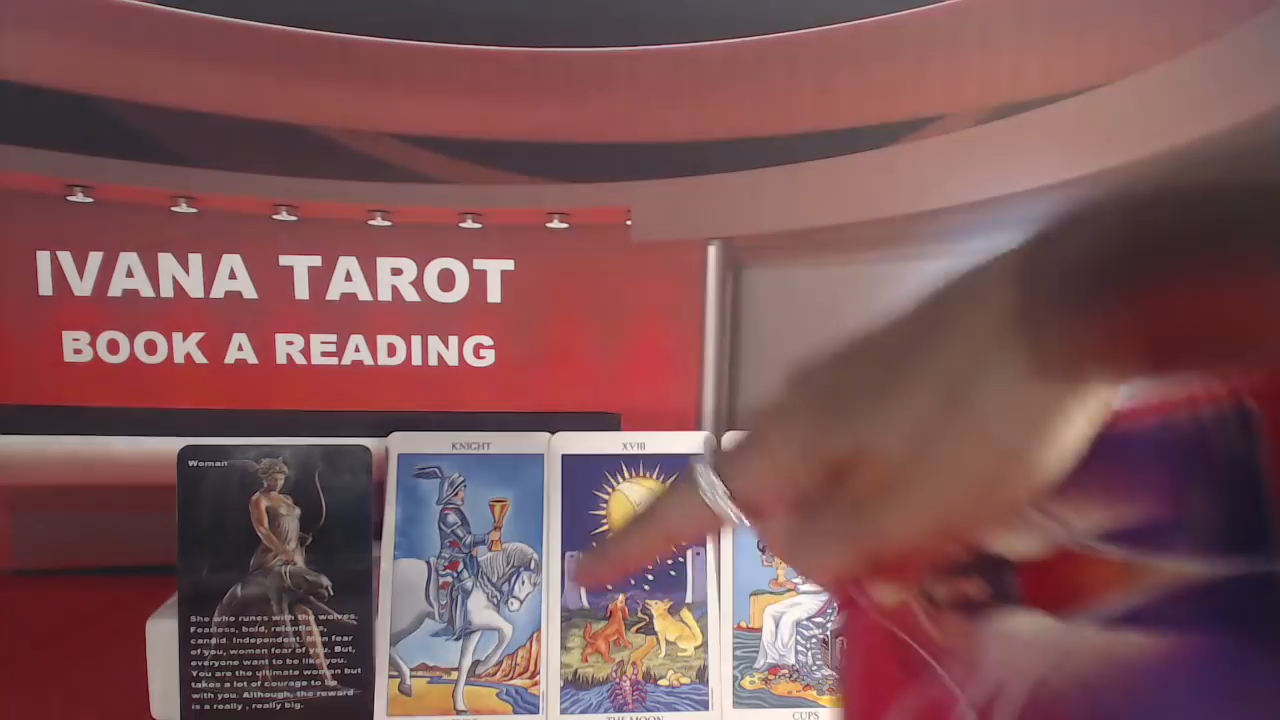 IVANA TAROT
BOOK A READING
Woman
She who runes with the wolves.
Fearless, bold, relentless,
candid. Independent. Men fear
of you, women fear of you. But,
everyone want to be like you.
You are the ultimate woman but
takes a lot of courage to be
with you. Although, the reward
is a really , really big.
KNIGHT
XVIII
THE MOON
CUPS